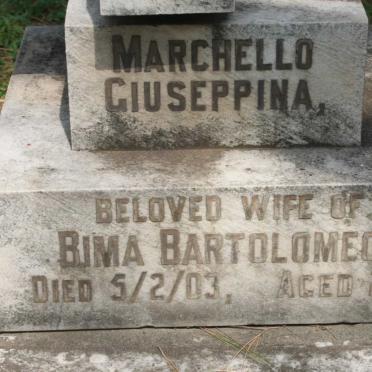 MARCHELLO
GIUSEPPINA,
BELOVED WIFE OF
BIMA BARTOLOMEO
DIED 5/2/03, AGED